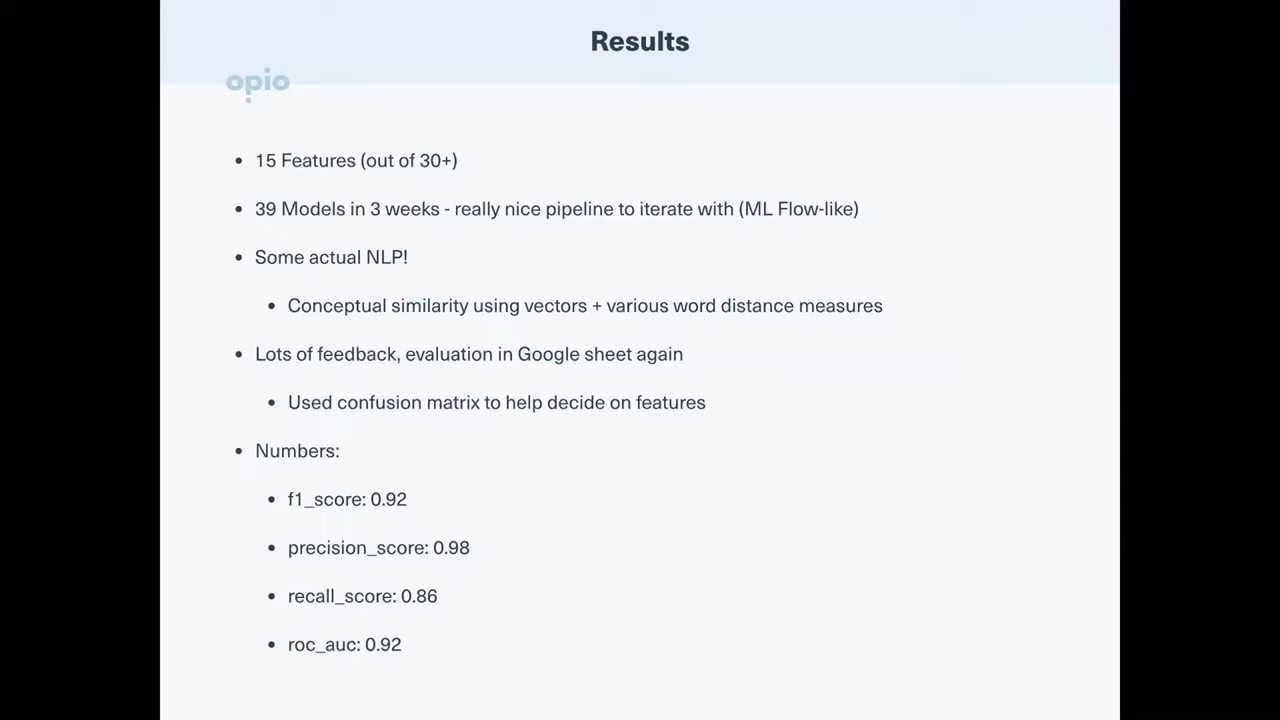 Results
opio
• 15 Features (out of 30+)
• 39 Models in 3 weeks - really nice pipeline to iterate with (ML Flow-like)
• Some actual NLP!
• Conceptual similarity using vectors + various word distance measures
• Lots of feedback, evaluation in Google sheet again
• Used confusion matrix to help decide on features
• Numbers:
• f1_score: 0.92
• precision_score: 0.98
• recall_score: 0.86
• roc_auc: 0.92